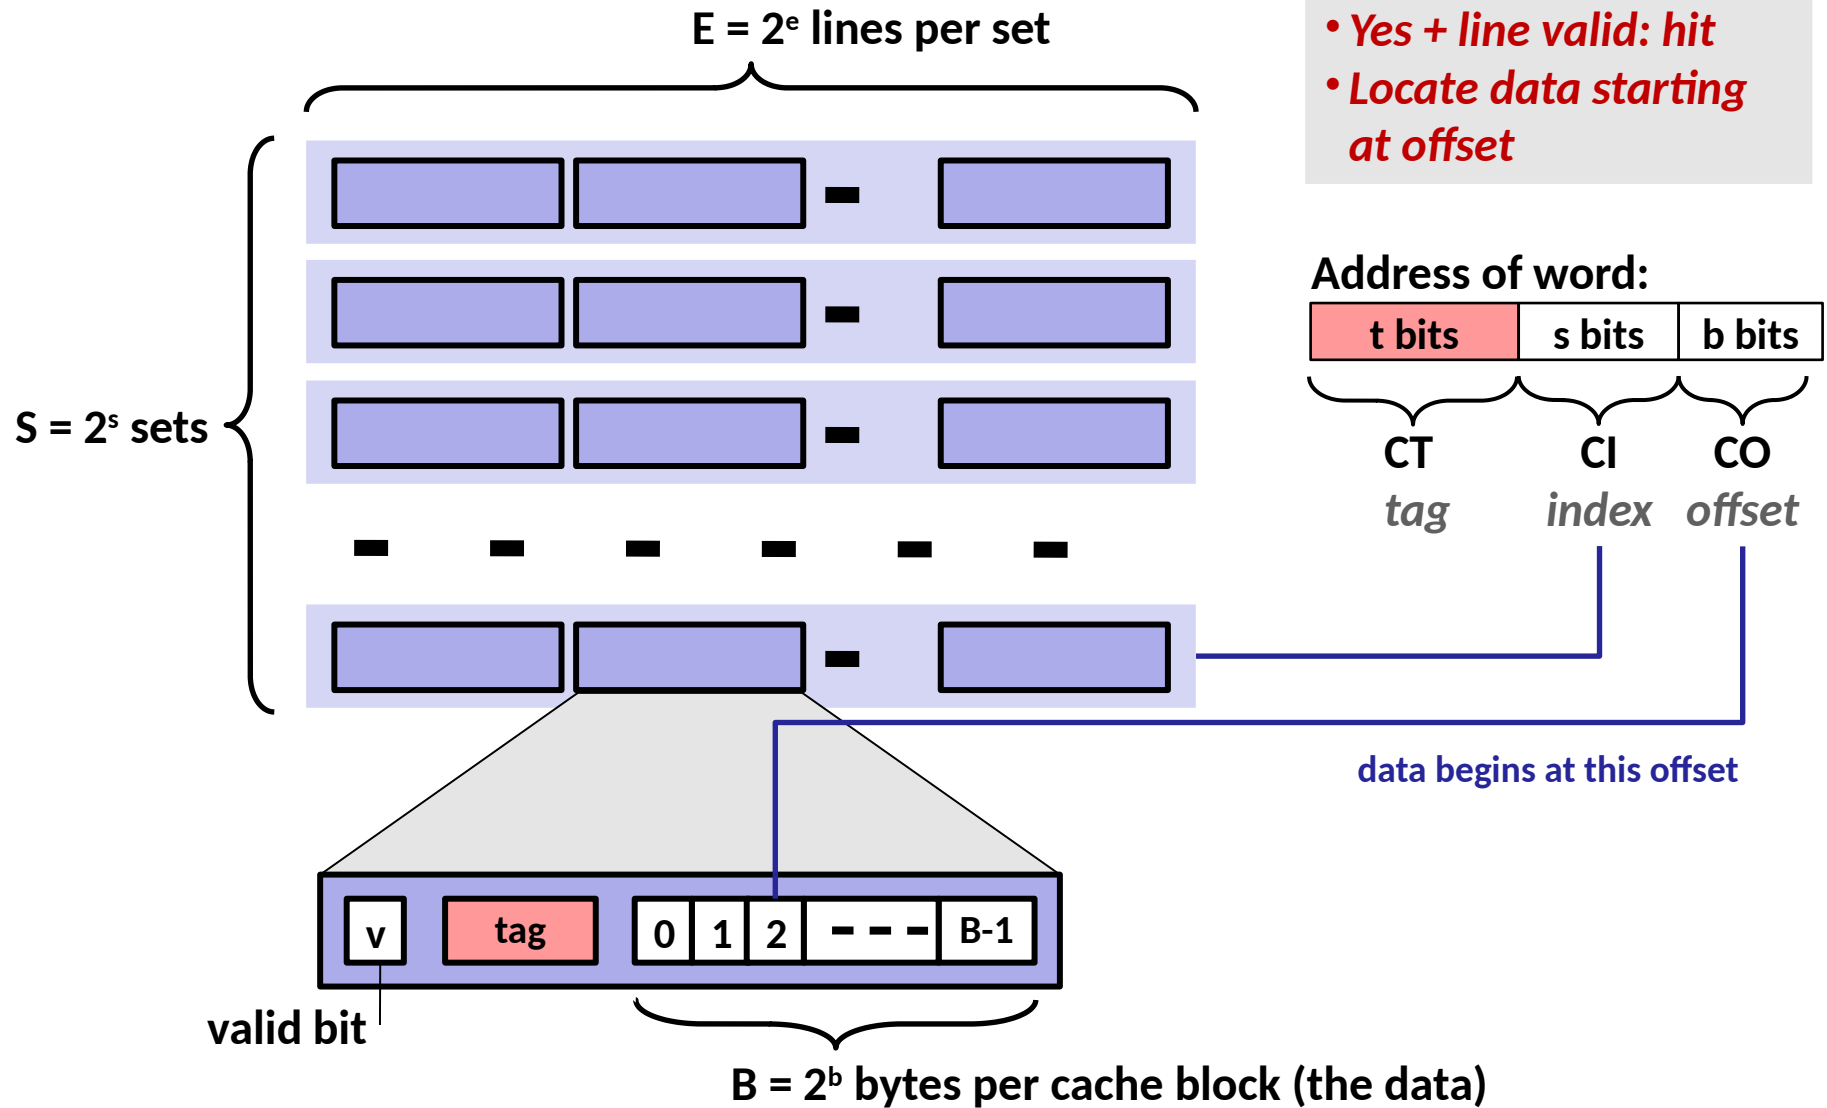 E = 2ᵉ lines per set
• Yes + line valid: hit
• Locate data starting
at offset
Address of word:
t bits s bits b bits
S = 2ˢ sets
CT CI CO
tag index offset
data begins at this offset
v tag 0 1 2 B-1
valid bit
B = 2ᵇ bytes per cache block (the data)